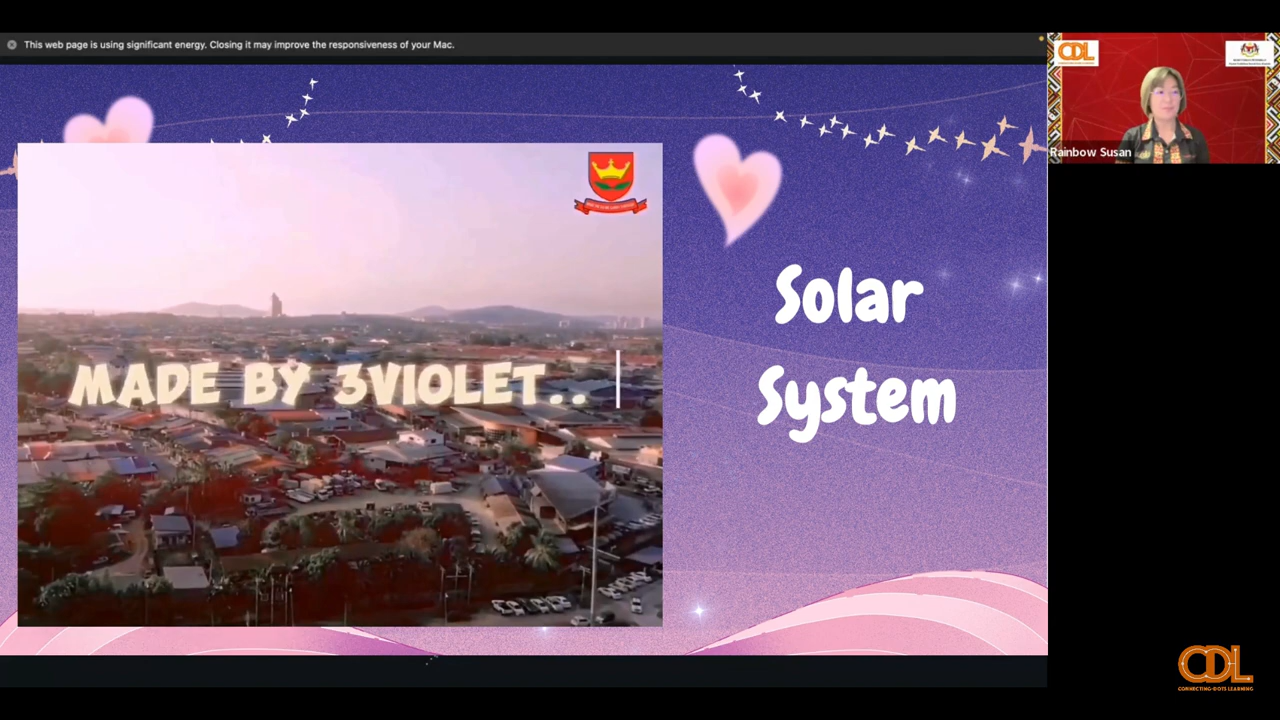 This web page is using significant energy. Closing it may improve the responsiveness of your Mac.
CDL
Rainbow Susan
MADE BY 3VIOLET..
Solar
System
CDL
CONNECTING-DOTS LEARNING